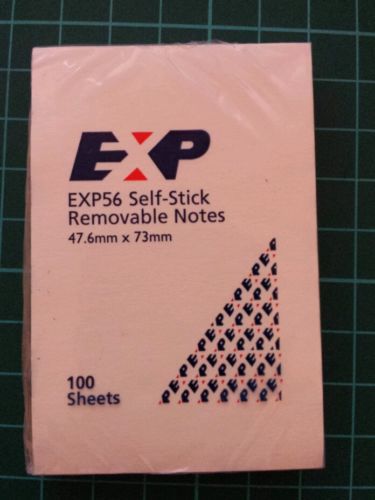 EXP
EXP56 Self-Stick
Removable Notes
47.6mm x 73mm
100
Sheets